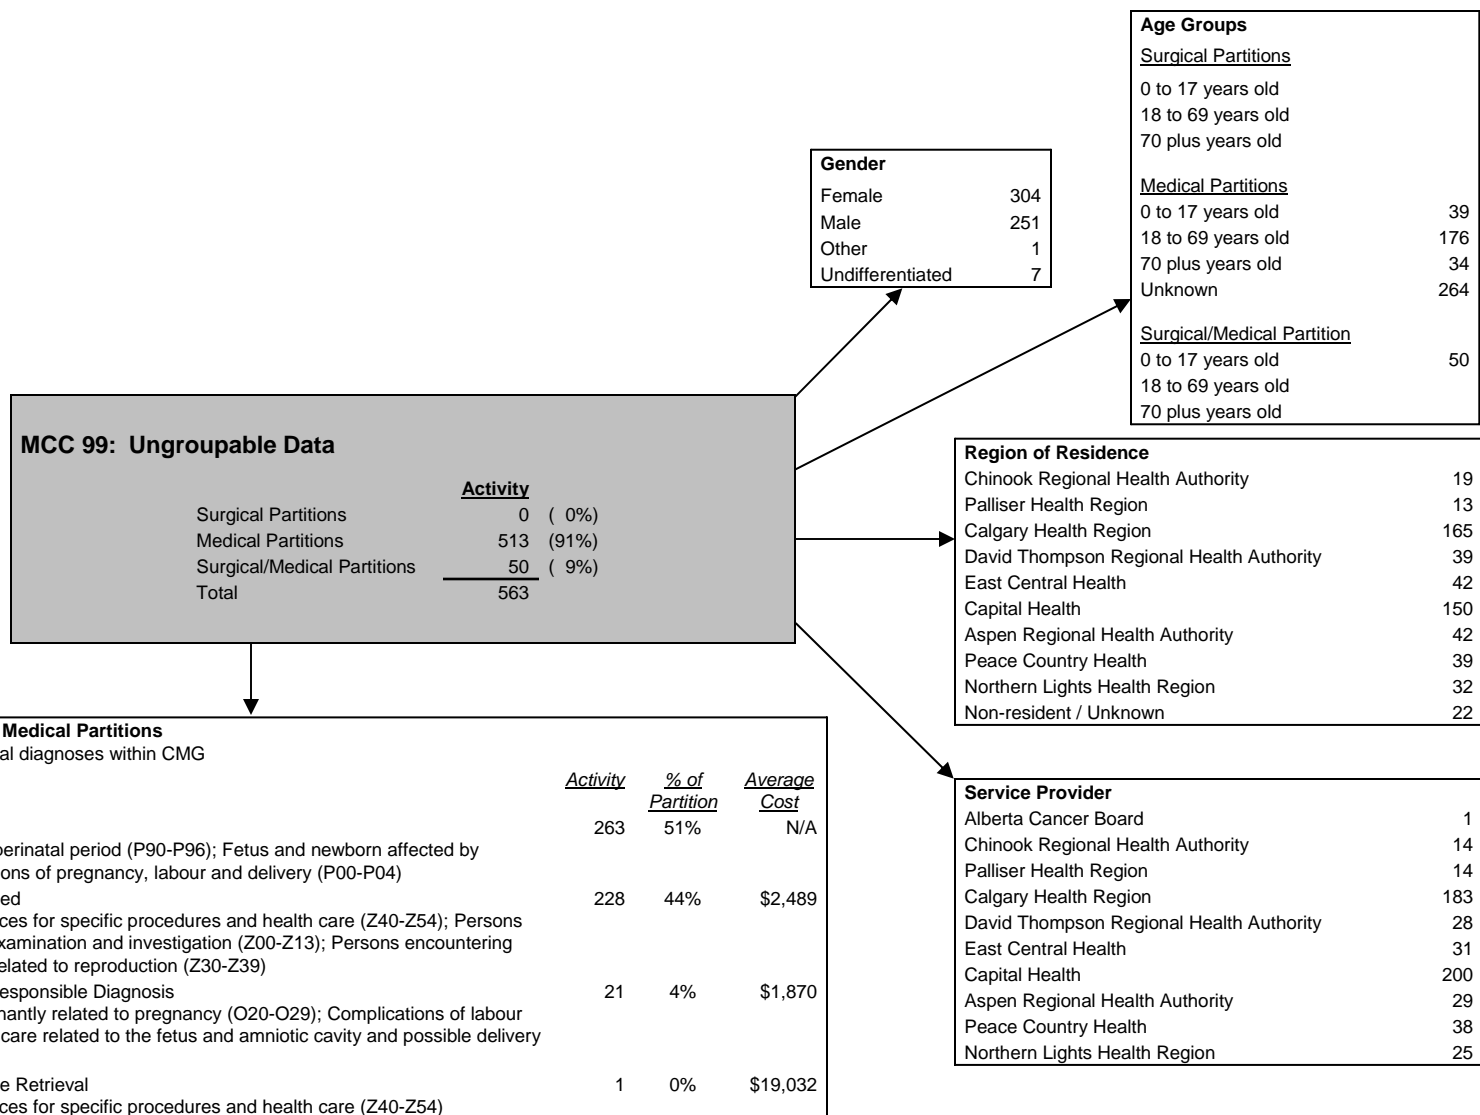 Age Groups
Surgical Partitions
0 to 17 years old
18 to 69 years old
70 plus years old
Medical Partitions
0 to 17 years old 39
18 to 69 years old 176
70 plus years old 34
Unknown 264
Surgical/Medical Partition
0 to 17 years old 50
18 to 69 years old
70 plus years old
Gender
Female 304
Male 251
Other 1
Undifferentiated 7
MCC 99: Ungroupable Data
Activity
Surgical Partitions 0 ( 0%)
Medical Partitions 513 (91%)
Surgical/Medical Partitions 50 ( 9%)
Total 563
Region of Residence
Chinook Regional Health Authority 19
Palliser Health Region 13
Calgary Health Region 165
David Thompson Regional Health Authority 39
East Central Health 42
Capital Health 150
Aspen Regional Health Authority 42
Peace Country Health 39
Northern Lights Health Region 32
Non-resident / Unknown 22
Medical Partitions
al diagnoses within CMG
Activity % of Average
Partition Cost
263 51% N/A
perinatal period (P90-P96); Fetus and newborn affected by
ons of pregnancy, labour and delivery (P00-P04)
ed 228 44% $2,489
ces for specific procedures and health care (Z40-Z54); Persons
xamination and investigation (Z00-Z13); Persons encountering
elated to reproduction (Z30-Z39)
esponsible Diagnosis 21 4% $1,870
nantly related to pregnancy (O20-O29); Complications of labour
care related to the fetus and amniotic cavity and possible delivery
e Retrieval 1 0% $19,032
ces for specific procedures and health care (Z40-Z54)
Service Provider
Alberta Cancer Board 1
Chinook Regional Health Authority 14
Palliser Health Region 14
Calgary Health Region 183
David Thompson Regional Health Authority 28
East Central Health 31
Capital Health 200
Aspen Regional Health Authority 29
Peace Country Health 38
Northern Lights Health Region 25